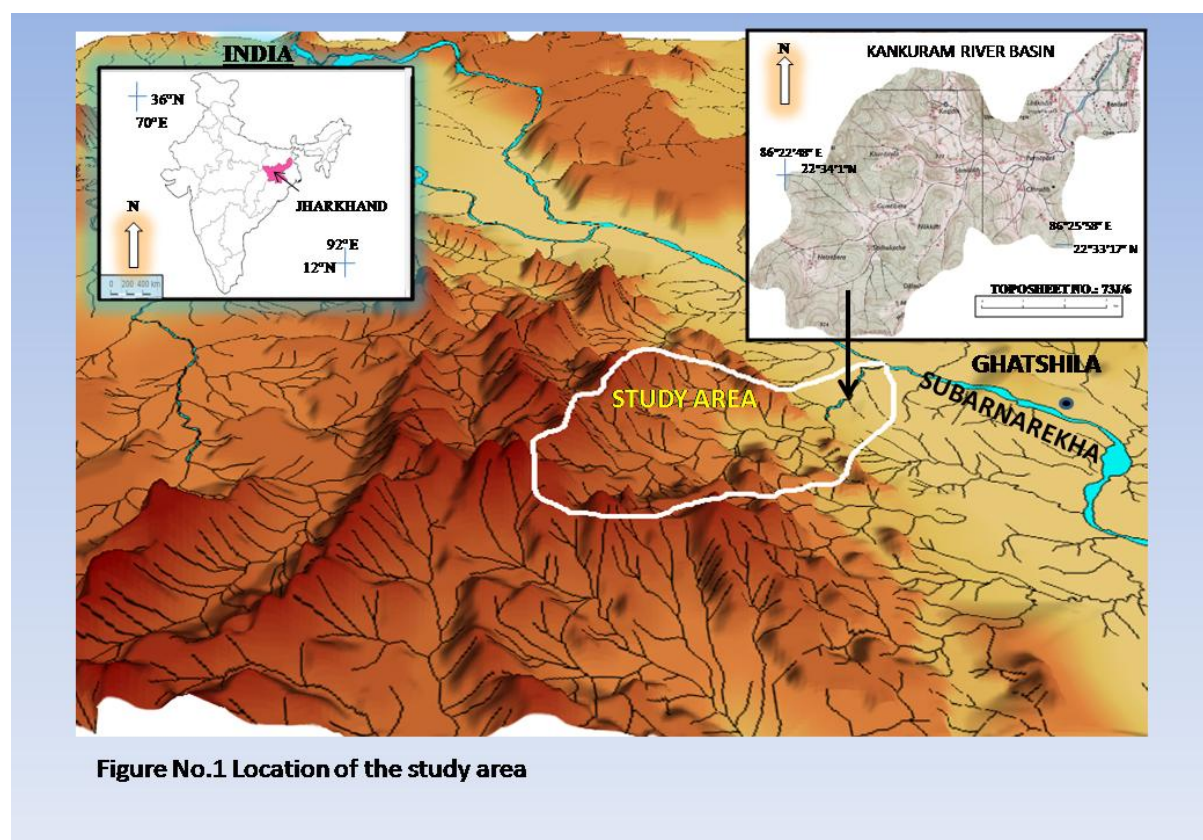 INDIA
36°N
70°E
JHARKHAND
N
92°E
12°N
0 200 400 km
N
KANKURAM RIVER BASIN
86°22'48" E
22°34'1"N
86°25'58" E
22°33'17" N
TOPOSHEET NO.: 73J/6
STUDY AREA
GHATSHILA
SUBARNAREKHA
Figure No.1 Location of the study area